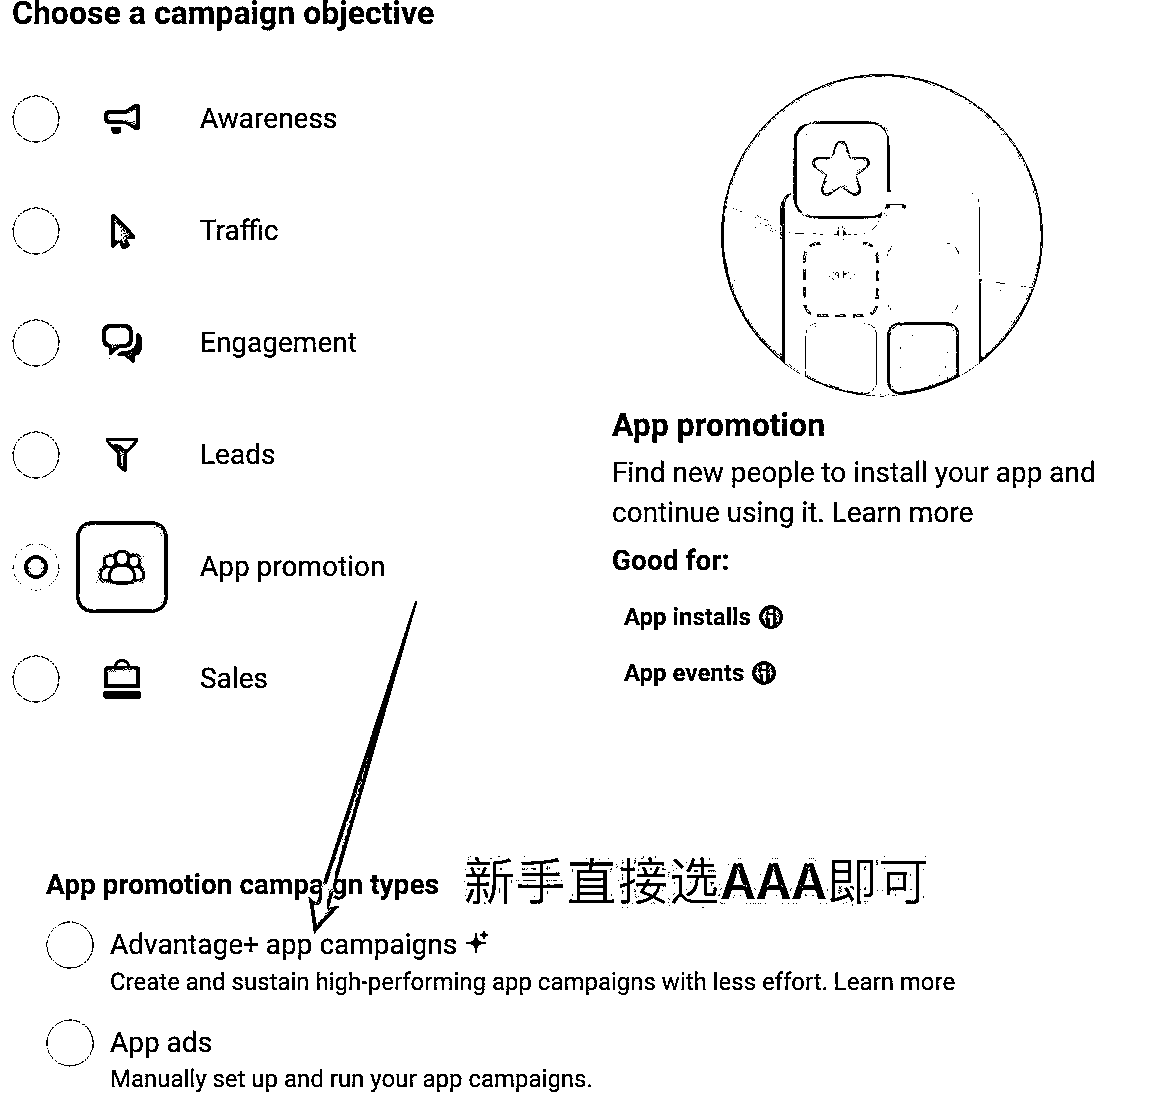 Choose a campaign objective
Awareness
Traffic
Engagement
Leads
App promotion
Sales
App promotion
Find new people to install your app and
continue using it. Learn more
Good for:
App installs
App events
App promotion campaign types 新手直接选AAA即可
Advantage+ app campaigns
Create and sustain high-performing app campaigns with less effort. Learn more
App ads
Manually set up and run your app campaigns.